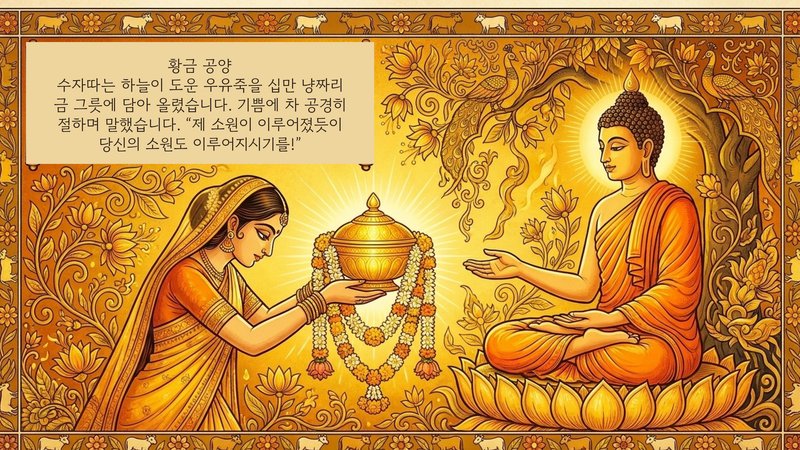 황금 공양
수자따는 하늘이 도운 우유죽을 십만 냥짜리
금 그릇에 담아 올렸습니다. 기쁨에 차 공경히
절하며 말했습니다. “제 소원이 이루어졌듯이
당신의 소원도 이루어지시기를!”